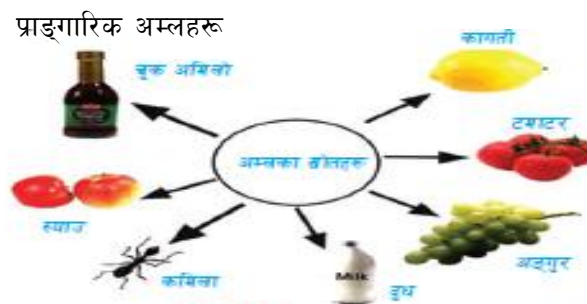 प्राङ्गारिक अम्लहरू
कागती
चुक अमिलो
टमाटर
अम्लका स्रोतहरू
स्याउ
अङ्गुर
कमिला
Milk
दुध